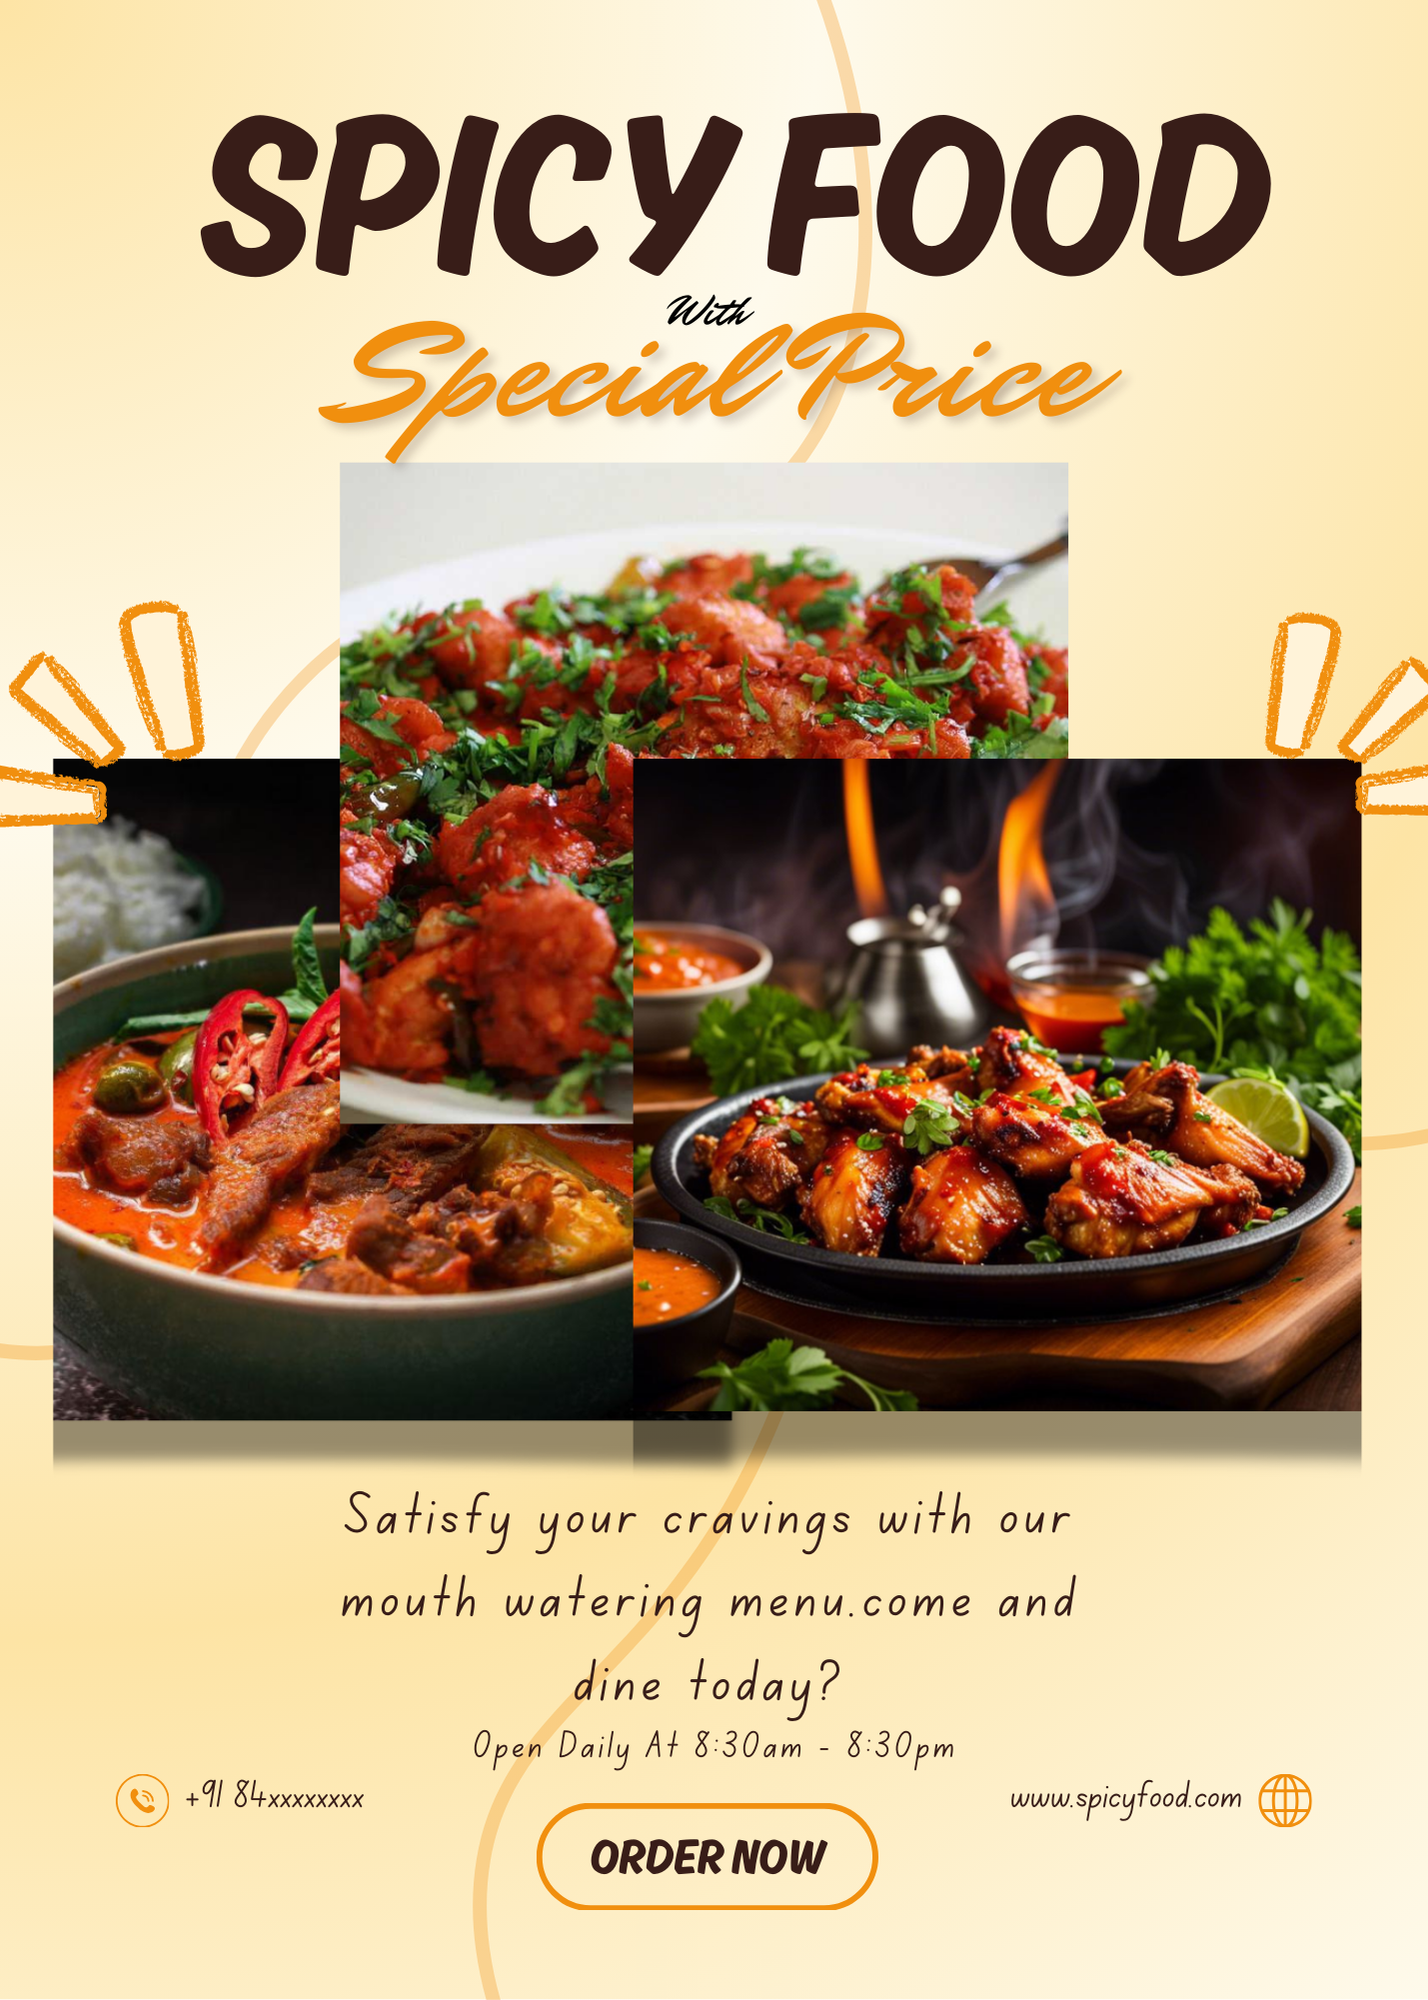 SPICY FOOD
With
Special Price
Satisfy your cravings with our
mouth watering menu.come and
dine today?
Open Daily At 8:30am - 8:30pm
+91 84xxxxxxxx
www.spicyfood.com
ORDER NOW